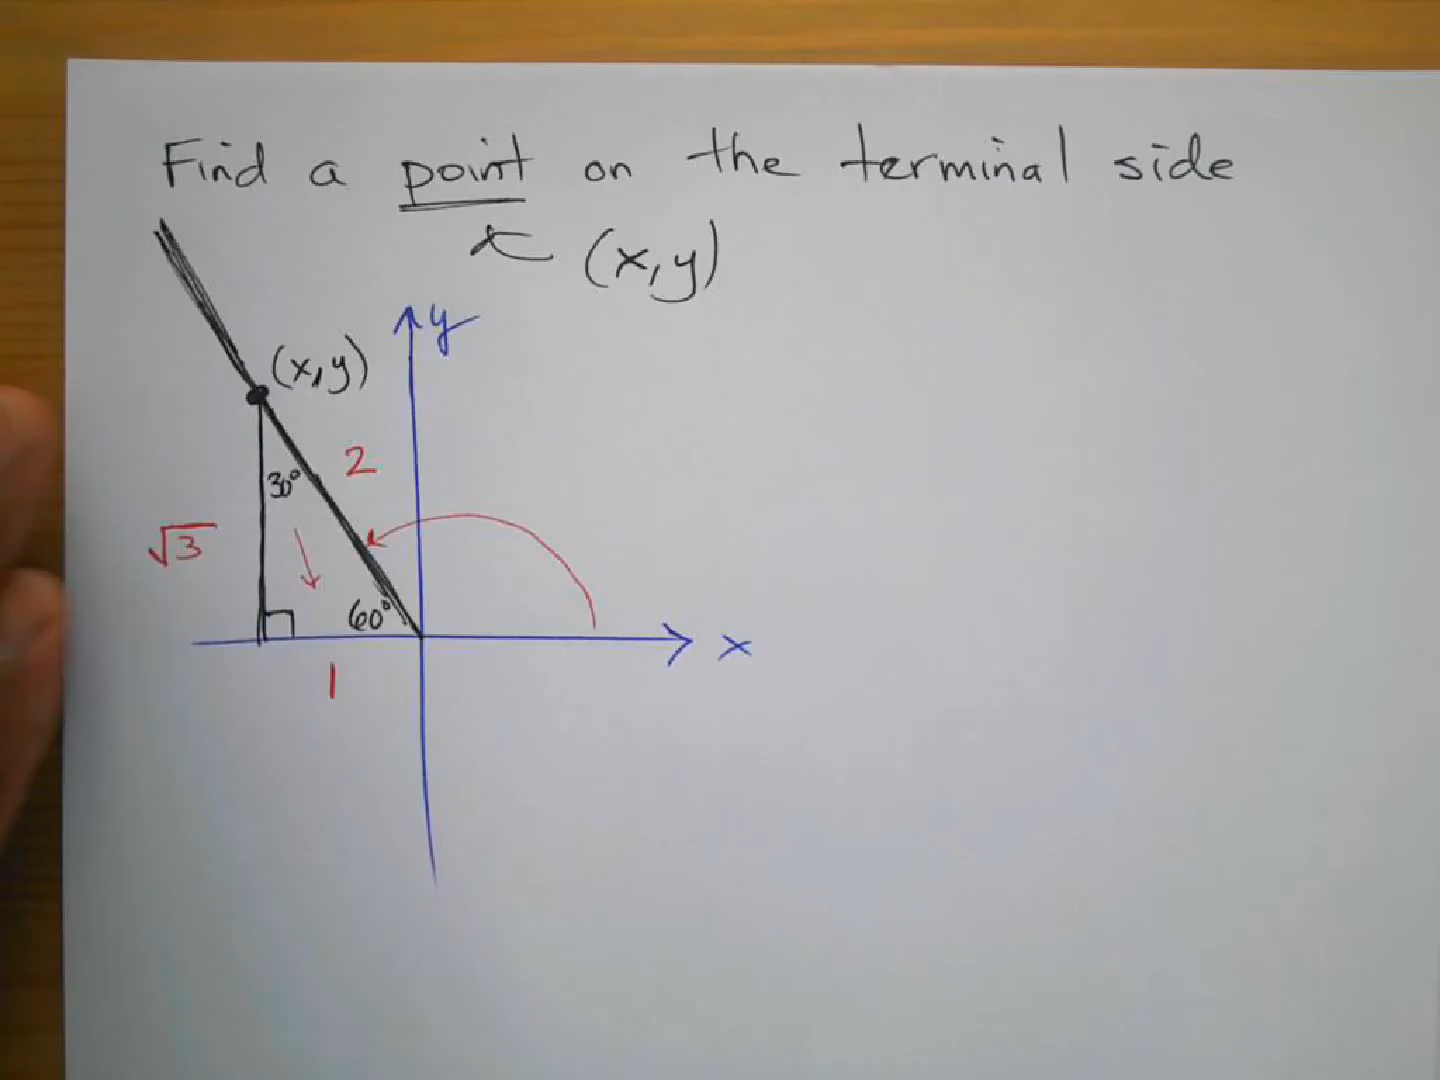 Find a point on the terminal side
(x,y)
y
(x,y)
2
30°
√3
60°
x
1